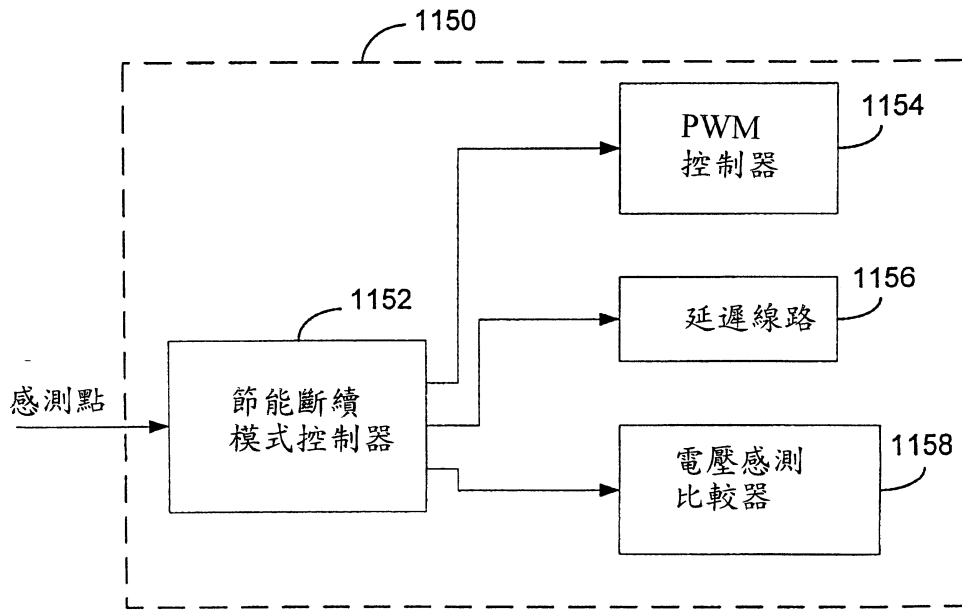 1150
PWM
控制器
1154
1152
延遲線路
1156
感測點
節能斷續
模式控制器
電壓感測
比較器
1158